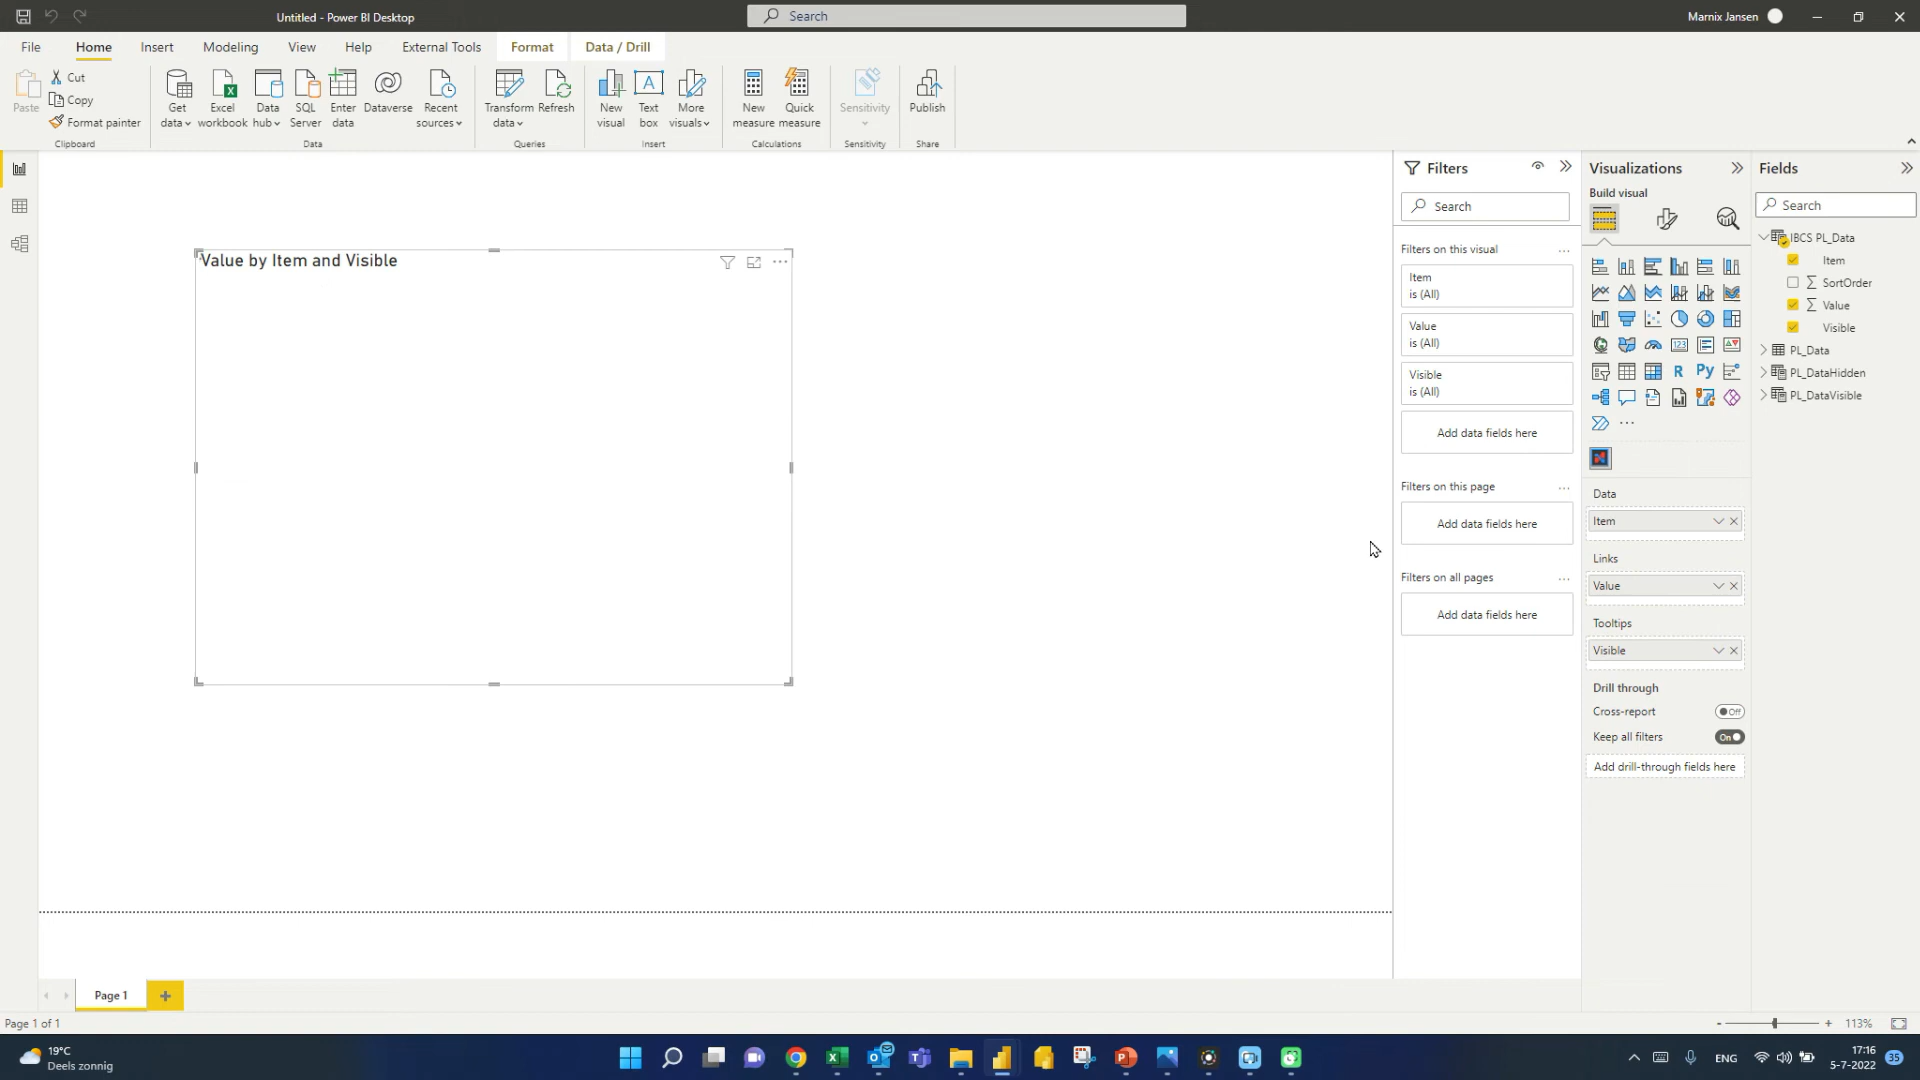 Untitled - Power BI Desktop
Search
Marnix Jansen
File
Home
Insert
Modeling
View
Help
External Tools
Format
Data / Drill
Paste
Cut
Copy
Format painter
Clipboard
Get data
Excel workbook
Data hub
SQL Server
Enter data
Dataverse
Recent sources
Data
Transform data
Refresh
Queries
New visual
Text box
More visuals
Insert
New measure
Quick measure
Calculations
Sensitivity
Sensitivity
Publish
Share
Value by Item and Visible
Filters
Search
Filters on this visual
Item
is (All)
Value
is (All)
Visible
is (All)
Add data fields here
Filters on this page
Add data fields here
Filters on all pages
Add data fields here
Visualizations
Build visual
R
Py
123
Data
Item
Links
Value
Tooltips
Visible
Drill through
Cross-report
Off
Keep all filters
On
Add drill-through fields here
Fields
Search
IBCS PL_Data
Item
SortOrder
Value
Visible
PL_Data
PL_DataHidden
PL_DataVisible
Page 1
Page 1 of 1
113%
19°C
Deels zonnig
ENG
17:16
5-7-2022
35